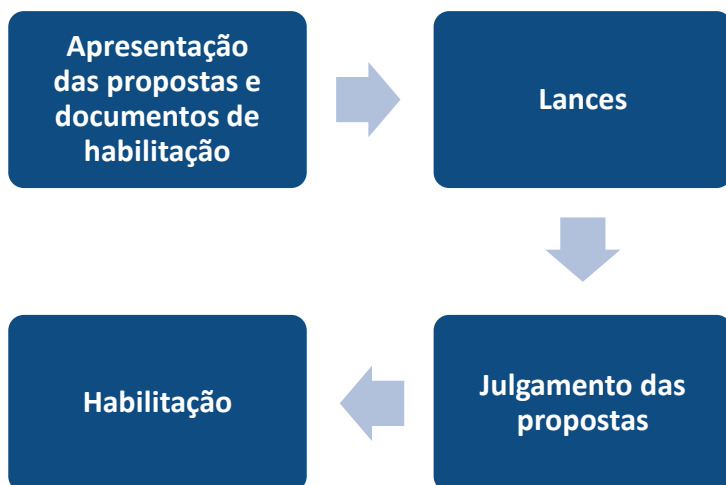 Apresentação
das propostas e
documentos de
habilitação
Lances
Julgamento das
propostas
Habilitação